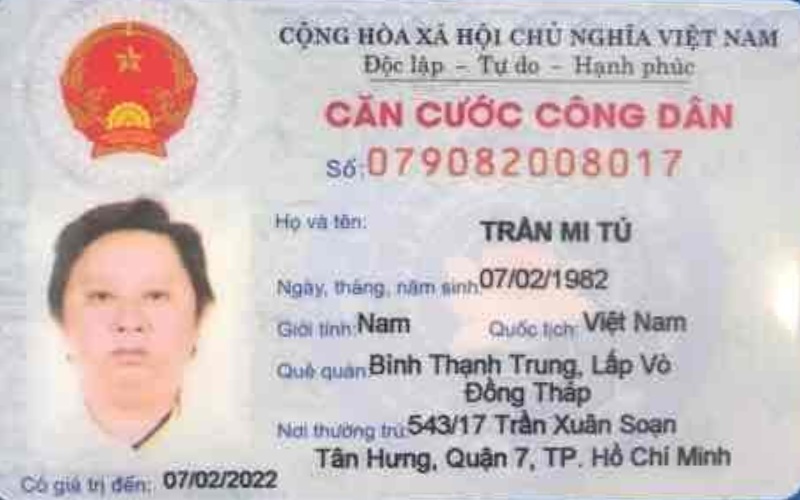 CỘNG HÒA XÃ HỘI CHỦ NGHĨA VIỆT NAM
Độc lập - Tự do - Hạnh phúc
CĂN CƯỚC CÔNG DÂN
Số: 079082008017
Họ và tên: TRẦN MI TÚ
Ngày, tháng, năm sinh: 07/02/1982
Giới tính: Nam Quốc tịch: Việt Nam
Quê quán: Bình Thạnh Trung, Lấp Vò
Đồng Tháp
Nơi thường trú: 543/17 Trần Xuân Soạn
Tân Hưng, Quận 7, TP. Hồ Chí Minh
Có giá trị đến: 07/02/2022